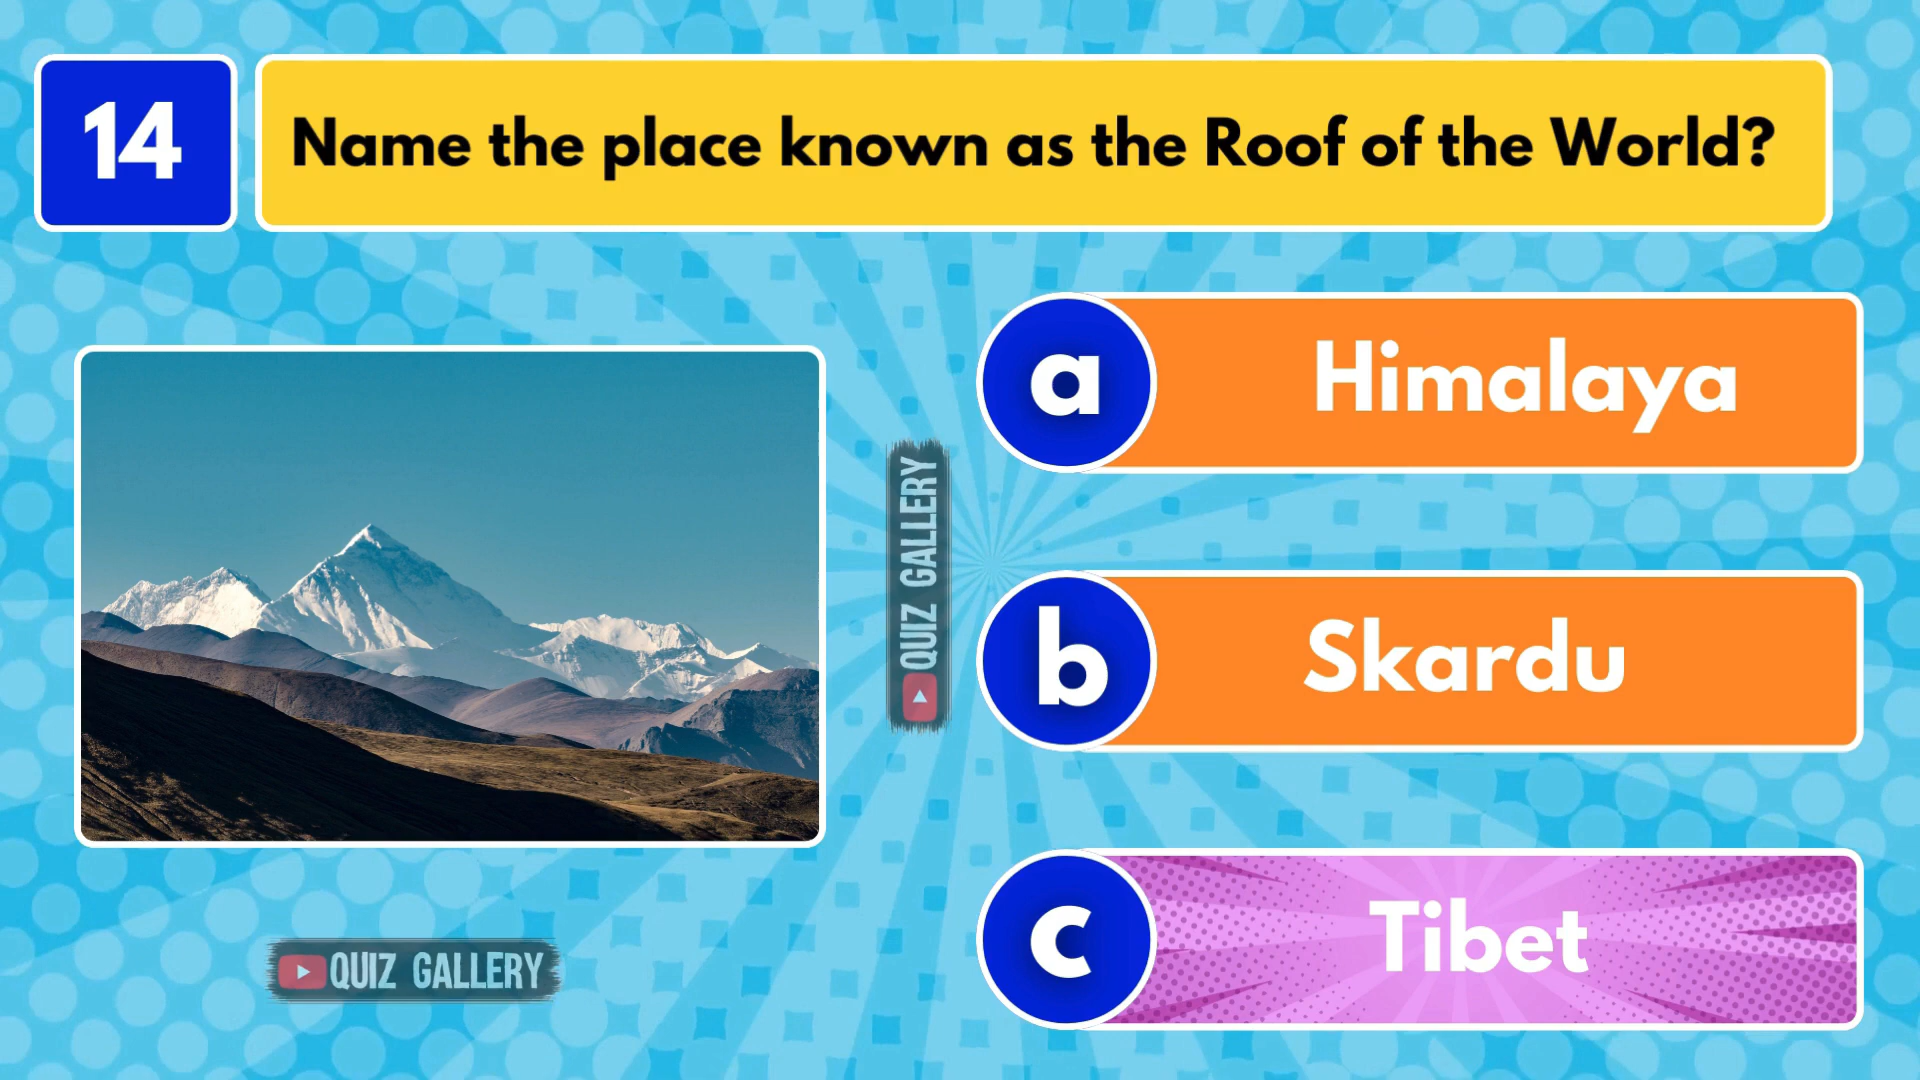 14
Name the place known as the Roof of the World?
a
Himalaya
QUIZ GALLERY
b
Skardu
c
Tibet
QUIZ GALLERY